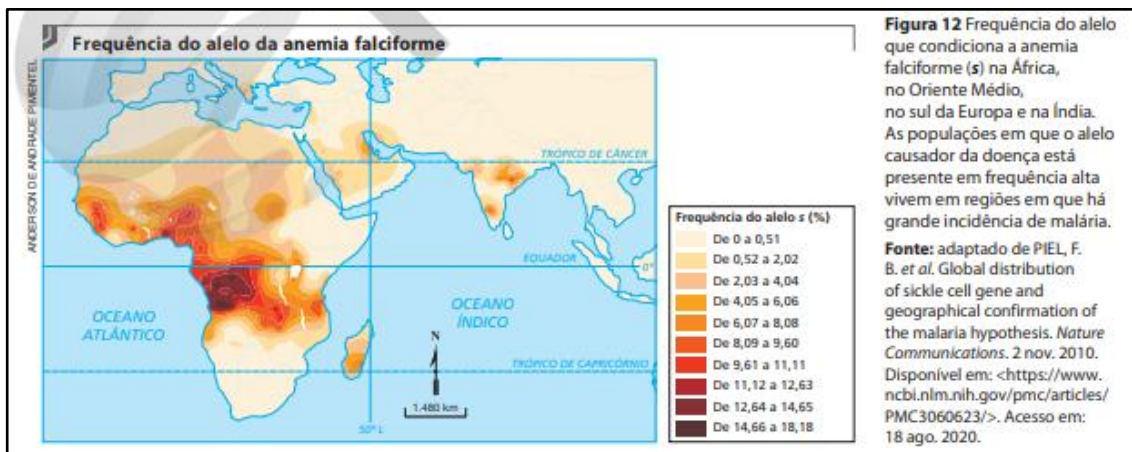 Frequência do alelo da anemia falciforme
ANDERSON DE ANDRADE PIMENTEL
TRÓPICO DE CÂNCER
EQUADOR
0°
OCEANO
ATLÂNTICO
OCEANO
ÍNDICO
N
TRÓPICO DE CAPRICÓRNIO
1.480 km
50° L
Frequência do alelo s (%)
De 0 a 0,51
De 0,52 a 2,02
De 2,03 a 4,04
De 4,05 a 6,06
De 6,07 a 8,08
De 8,09 a 9,60
De 9,61 a 11,11
De 11,12 a 12,63
De 12,64 a 14,65
De 14,66 a 18,18
Figura 12 Frequência do alelo
que condiciona a anemia
falciforme (s) na África,
no Oriente Médio,
no sul da Europa e na Índia.
As populações em que o alelo
causador da doença está
presente em frequência alta
vivem em regiões em que há
grande incidência de malária.
Fonte: adaptado de PIEL, F.
B. et al. Global distribution
of sickle cell gene and
geographical confirmation of
the malaria hypothesis. Nature
Communications. 2 nov. 2010.
Disponível em: <https://www.
ncbi.nlm.nih.gov/pmc/articles/
PMC3060623/>. Acesso em:
18 ago. 2020.